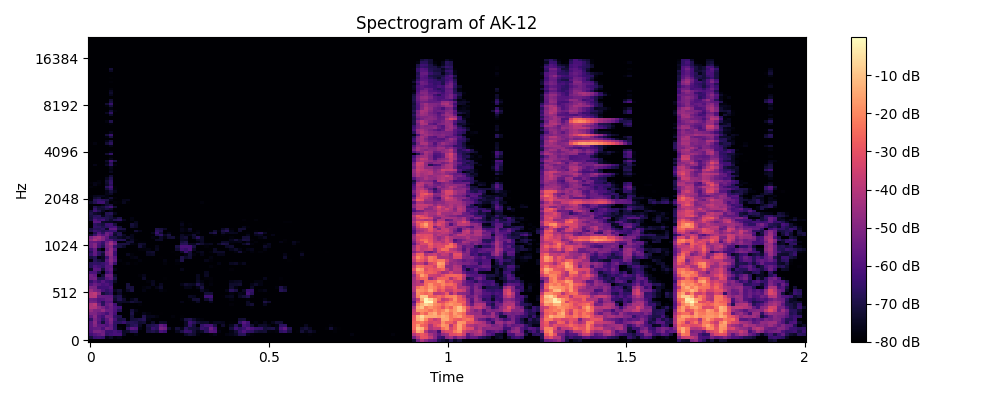 Spectrogram of AK-12
16384
8192
4096
2048
1024
512
0
Hz
0
0.5
1
1.5
2
Time
-10 dB
-20 dB
-30 dB
-40 dB
-50 dB
-60 dB
-70 dB
-80 dB